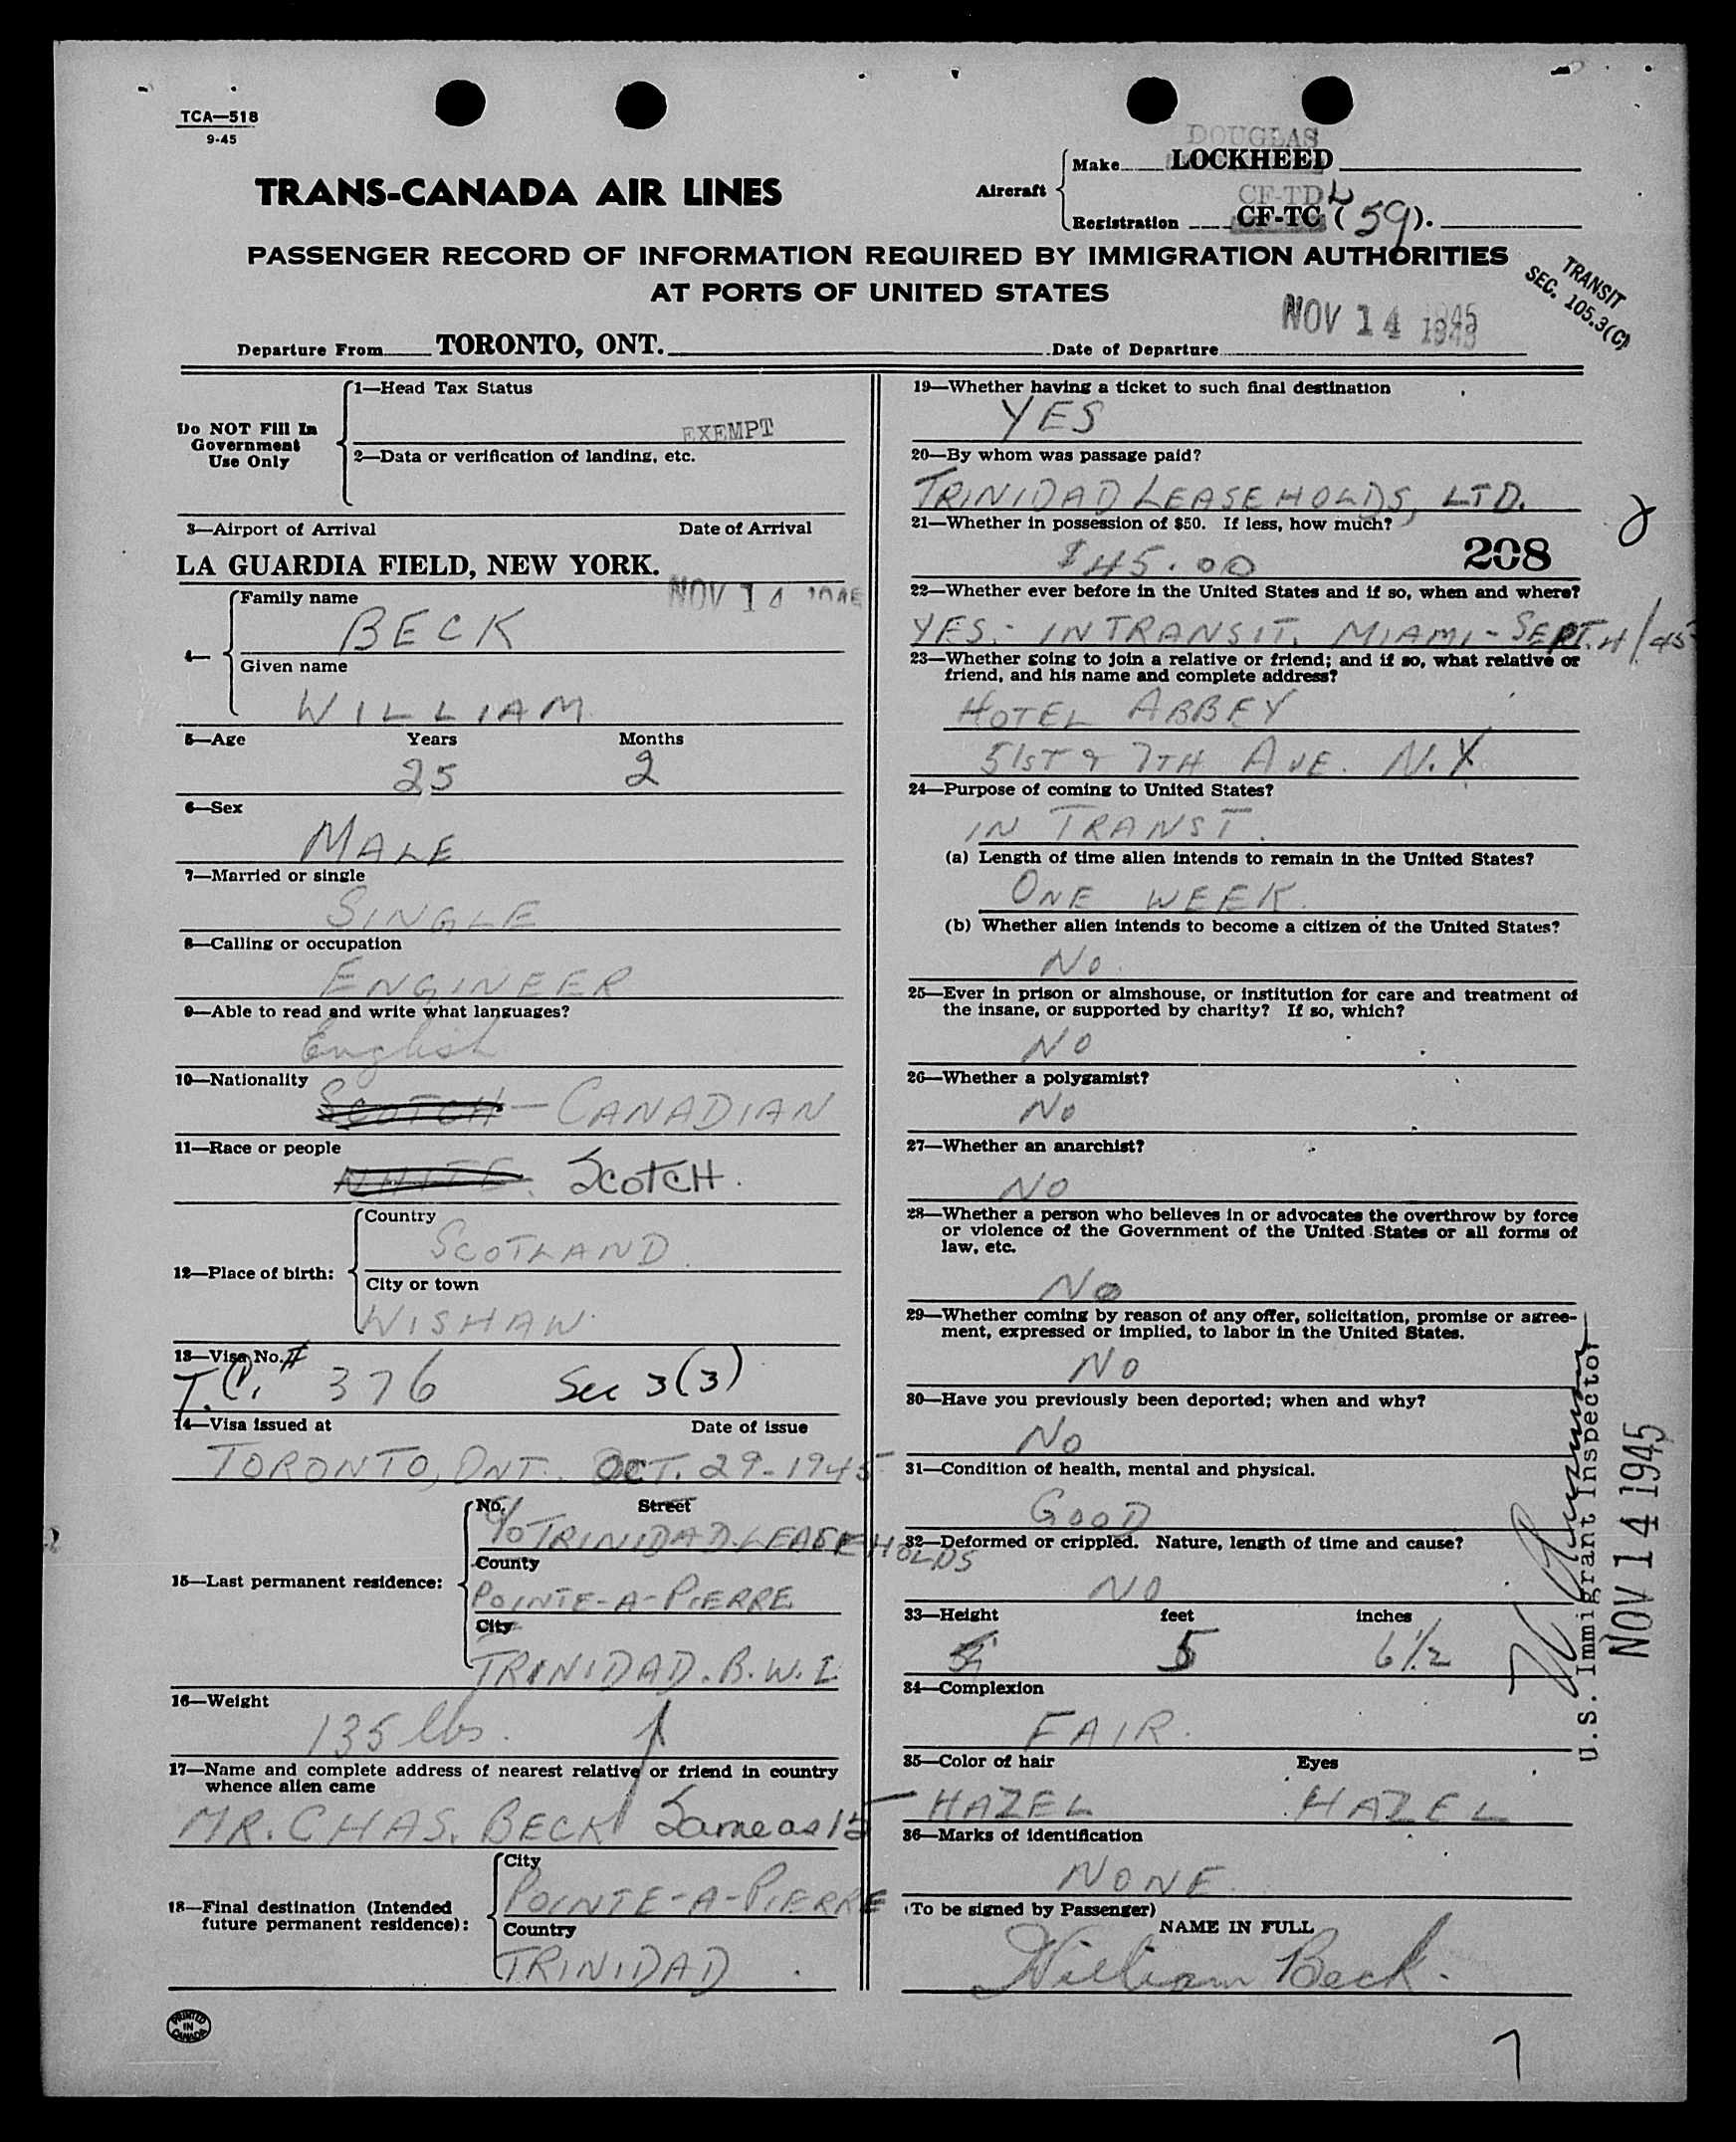 TCA—518
9-45
DOUGLAS
Make LOCKHEED
TRANS-CANADA AIR LINES
Aircraft
CF-TD L
Registration CF-TC (59).
PASSENGER RECORD OF INFORMATION REQUIRED BY IMMIGRATION AUTHORITIES
AT PORTS OF UNITED STATES
TRANSIT
SEC. 105.3(C)
NOV 14 1945
Departure From TORONTO, ONT. Date of Departure
Do NOT Fill In
Government
Use Only
1—Head Tax Status
EXEMPT
2—Data or verification of landing, etc.
3—Airport of Arrival Date of Arrival
LA GUARDIA FIELD, NEW YORK.
NOV 14 1945
4—
Family name
BECK
Given name
WILLIAM
5—Age Years Months
25 2
6—Sex
MALE
7—Married or single
SINGLE
8—Calling or occupation
ENGINEER
9—Able to read and write what languages?
English
10—Nationality
SCOTCH — CANADIAN
11—Race or people
WHITE. SCOTCH.
12—Place of birth:
Country
SCOTLAND
City or town
WISHAW
13—Visa No.
T.C. # 376 Sec 3(3)
14—Visa issued at Date of issue
TORONTO, ONT. OCT. 29-1945
15—Last permanent residence:
No. Street
c/o TRINIDAD LEASEHOLDS
County
POINTE-A-PIERRE
City
TRINIDAD. B.W.I.
16—Weight
135 lbs.
17—Name and complete address of nearest relative or friend in country
whence alien came
MR. CHAS. BECK Same as 15
18—Final destination (Intended
future permanent residence):
City
POINTE-A-PIERRE
Country
TRINIDAD
PRINTED
IN
CANADA
19—Whether having a ticket to such final destination
YES
20—By whom was passage paid?
TRINIDAD LEASEHOLDS, LTD.
21—Whether in possession of $50. If less, how much?
$45.00 208
2
22—Whether ever before in the United States and if so, when and where?
YES. - IN TRANSIT. MIAMI - SEPT. 4/45
23—Whether going to join a relative or friend; and if so, what relative or
friend, and his name and complete address?
HOTEL ABBEY
51ST & 7TH AVE. N.Y.
24—Purpose of coming to United States?
IN TRANST.
(a) Length of time alien intends to remain in the United States?
ONE WEEK.
(b) Whether alien intends to become a citizen of the United States?
NO.
25—Ever in prison or almshouse, or institution for care and treatment of
the insane, or supported by charity? If so, which?
NO
26—Whether a polygamist?
NO
27—Whether an anarchist?
NO
28—Whether a person who believes in or advocates the overthrow by force
or violence of the Government of the United States or all forms of
law, etc.
NO
29—Whether coming by reason of any offer, solicitation, promise or agree-
ment, expressed or implied, to labor in the United States.
NO
30—Have you previously been deported; when and why?
NO
31—Condition of health, mental and physical.
GOOD
32—Deformed or crippled. Nature, length of time and cause?
NO
33—Height feet inches
5 6 1/2
34—Complexion
FAIR.
35—Color of hair Eyes
HAZEL HAZEL
36—Marks of identification
NONE.
(To be signed by Passenger)
NAME IN FULL
William Beck.
U.S. Immigrant Inspector
NOV 14 1945
7